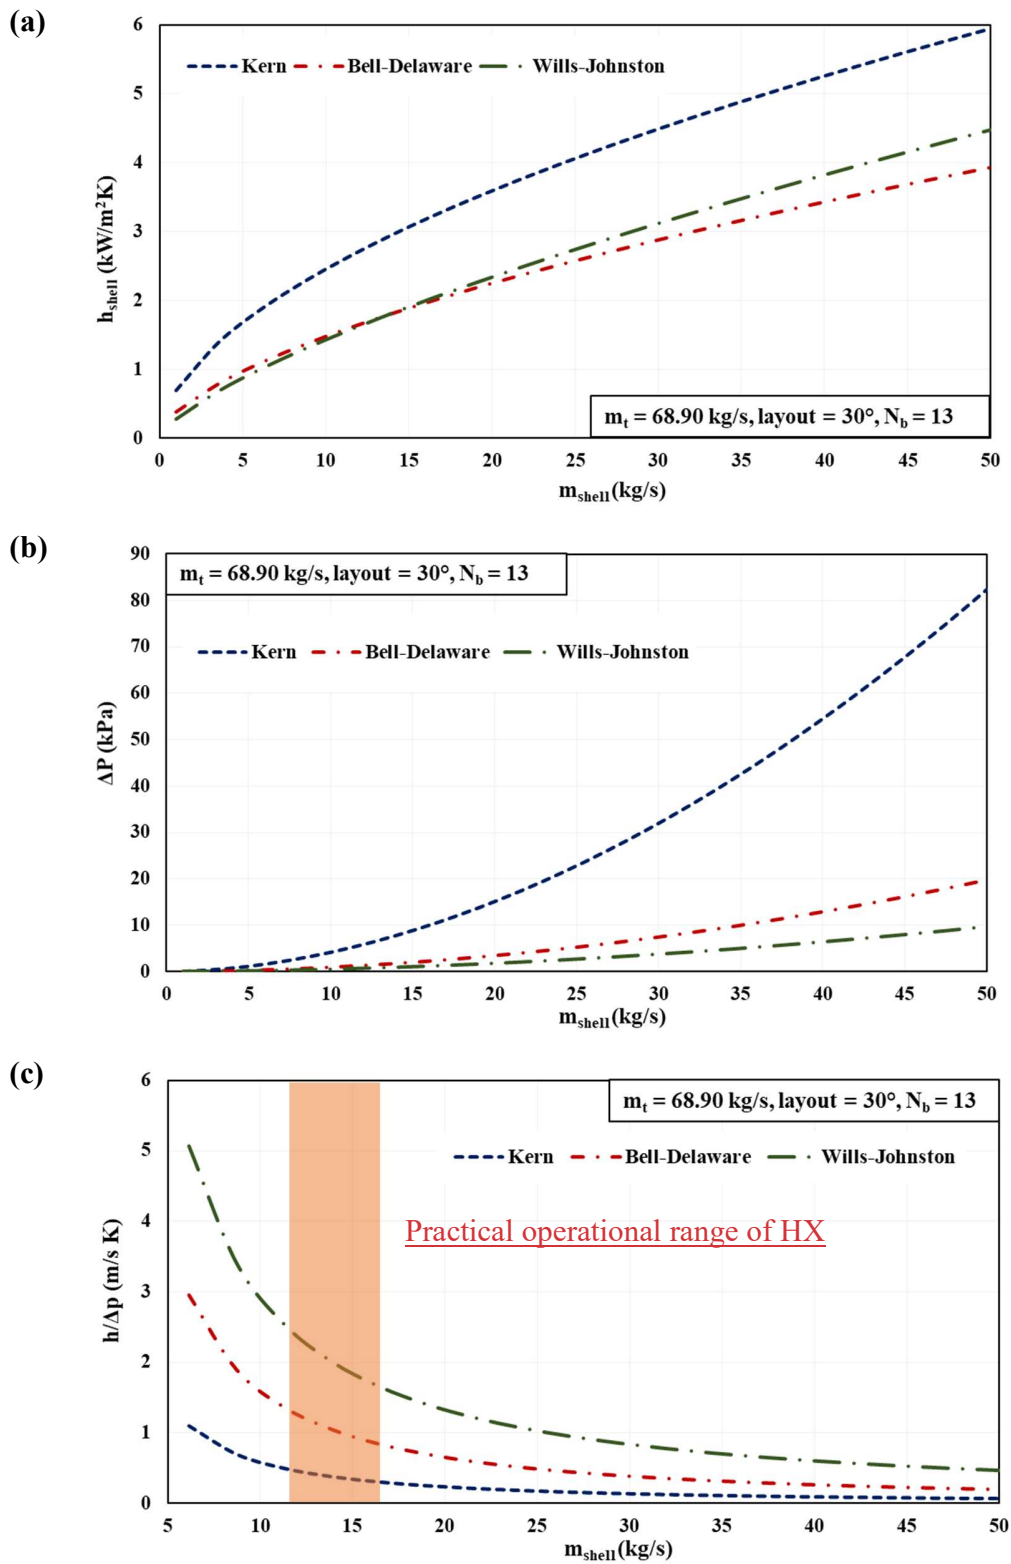 (a)
6
5
4
3
2
1
0
h_shell (kW/m²K)
Kern Bell-Delaware Wills-Johnston
m_t = 68.90 kg/s, layout = 30°, N_b = 13
0 5 10 15 20 25 30 35 40 45 50
m_shell (kg/s)
(b)
90
80
70
60
50
40
30
20
10
0
ΔP (kPa)
m_t = 68.90 kg/s, layout = 30°, N_b = 13
Kern Bell-Delaware Wills-Johnston
0 5 10 15 20 25 30 35 40 45 50
m_shell (kg/s)
(c)
6
5
4
3
2
1
0
h/Δp (m/s K)
m_t = 68.90 kg/s, layout = 30°, N_b = 13
Kern Bell-Delaware Wills-Johnston
Practical operational range of HX
5 10 15 20 25 30 35 40 45 50
m_shell (kg/s)